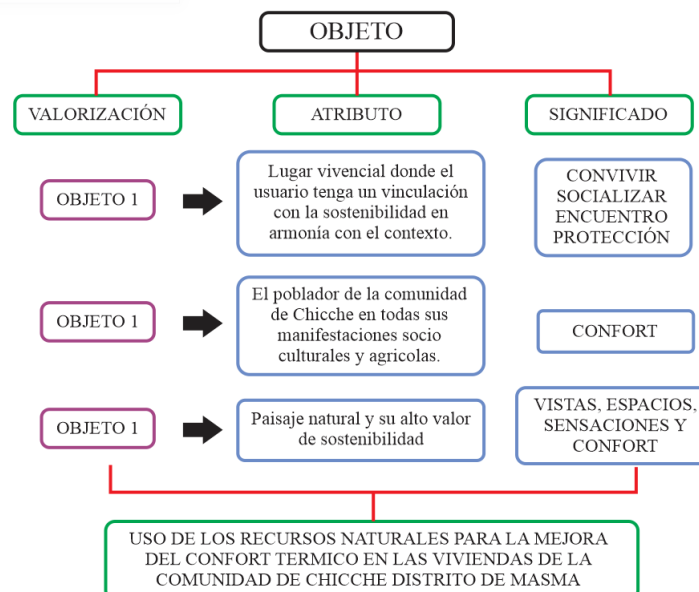 OBJETO
VALORIZACIÓN
ATRIBUTO
SIGNIFICADO
OBJETO 1
Lugar vivencial donde el
usuario tenga un vinculación
con la sostenibilidad en
armonía con el contexto.
CONVIVIR
SOCIALIZAR
ENCUENTRO
PROTECCIÓN
OBJETO 1
El poblador de la comunidad
de Chicche en todas sus
manifestaciones socio
culturales y agricolas.
CONFORT
OBJETO 1
Paisaje natural y su alto valor
de sostenibilidad
VISTAS, ESPACIOS,
SENSACIONES Y
CONFORT
USO DE LOS RECURSOS NATURALES PARA LA MEJORA
DEL CONFORT TERMICO EN LAS VIVIENDAS DE LA
COMUNIDAD DE CHICCHE DISTRITO DE MASMA